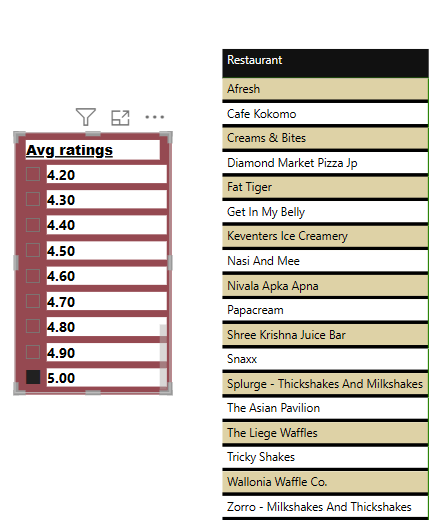 Avg ratings
4.20
4.30
4.40
4.50
4.60
4.70
4.80
4.90
5.00
Restaurant
Afresh
Cafe Kokomo
Creams & Bites
Diamond Market Pizza Jp
Fat Tiger
Get In My Belly
Keventers Ice Creamery
Nasi And Mee
Nivala Apka Apna
Papacream
Shree Krishna Juice Bar
Snaxx
Splurge - Thickshakes And Milkshakes
The Asian Pavilion
The Liege Waffles
Tricky Shakes
Wallonia Waffle Co.
Zorro - Milkshakes And Thickshakes